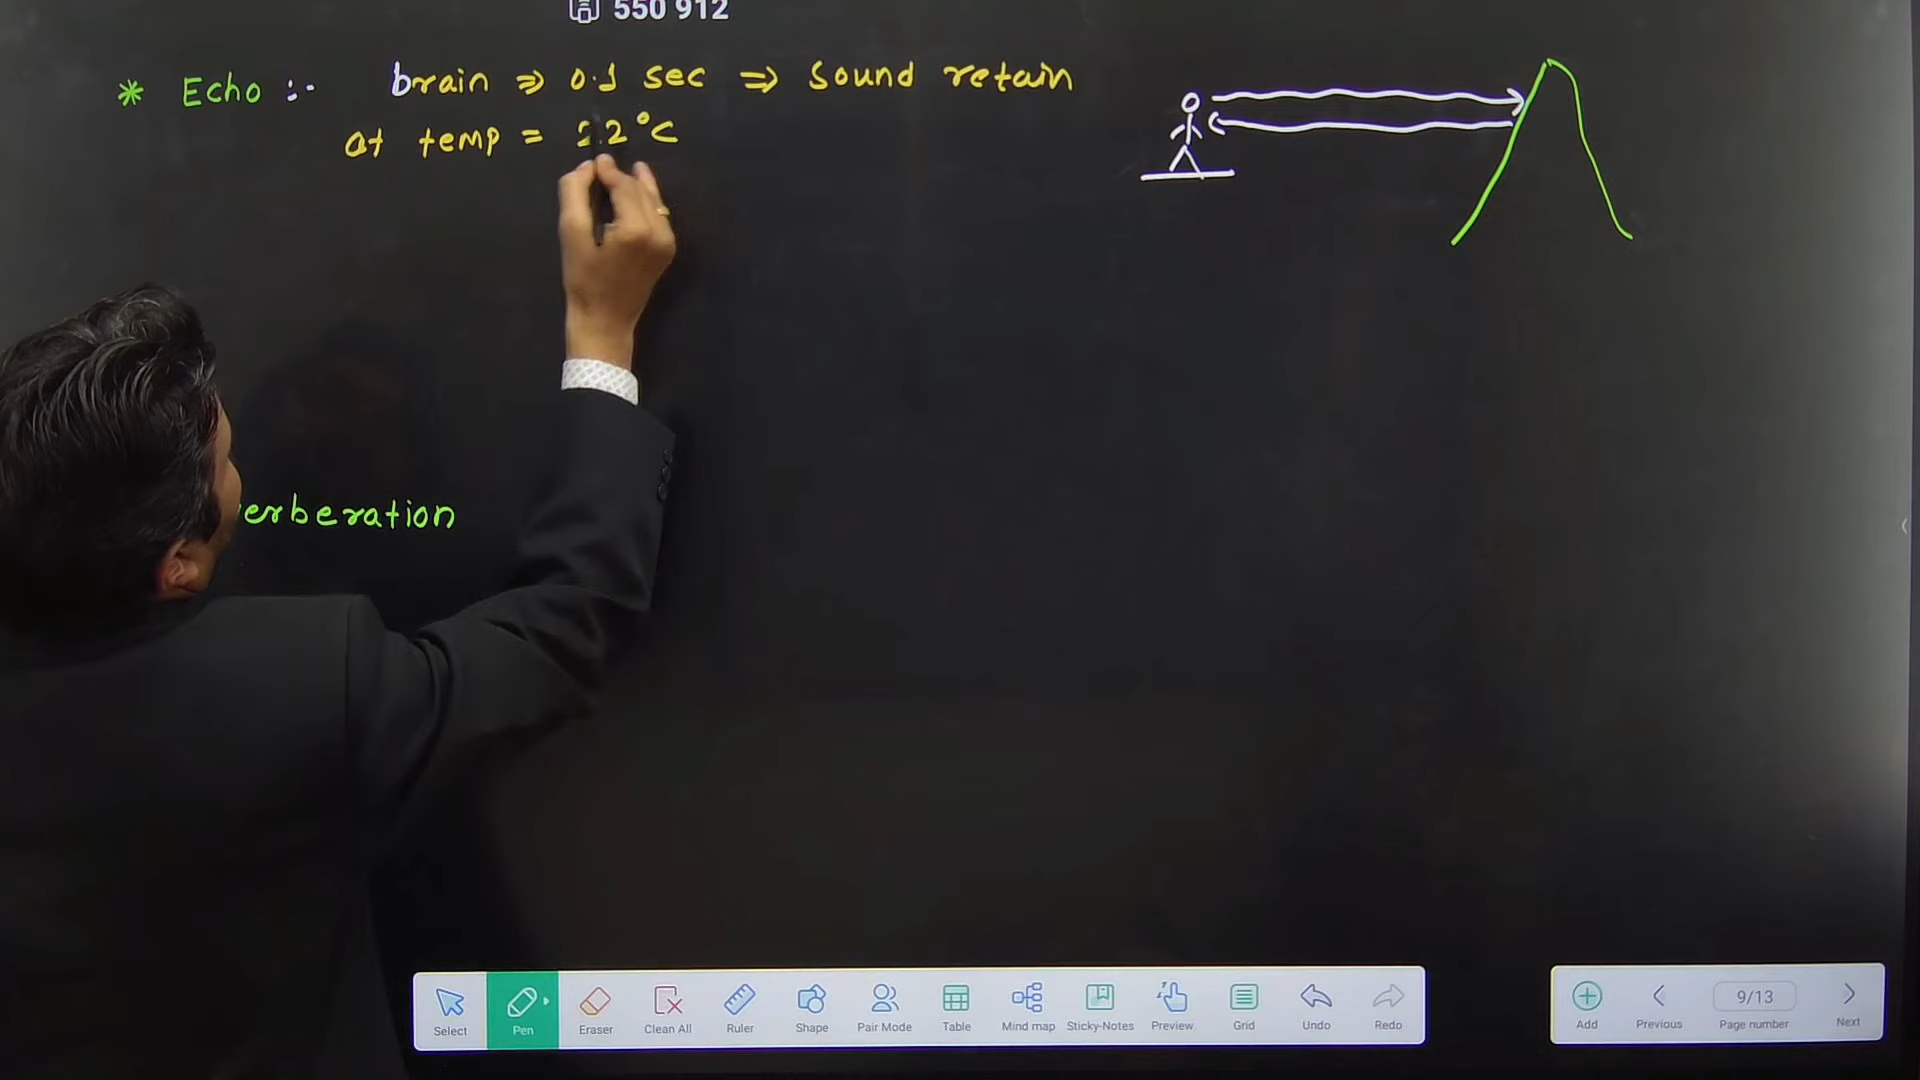 550 912
* Echo :- brain ⇒ 0.1 sec ⇒ Sound retain
at temp = 22°C
erberation
Select Pen Eraser Clean All Ruler Shape Pair Mode Table Mind map Sticky-Notes Preview Grid Undo Redo
Add Previous 9/13 Page number Next